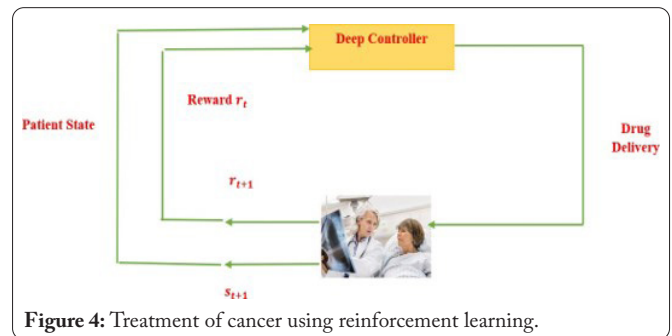 Deep Controller
Reward r_t
Patient State
Drug
Delivery
r_{t+1}
s_{t+1}
Figure 4: Treatment of cancer using reinforcement learning.